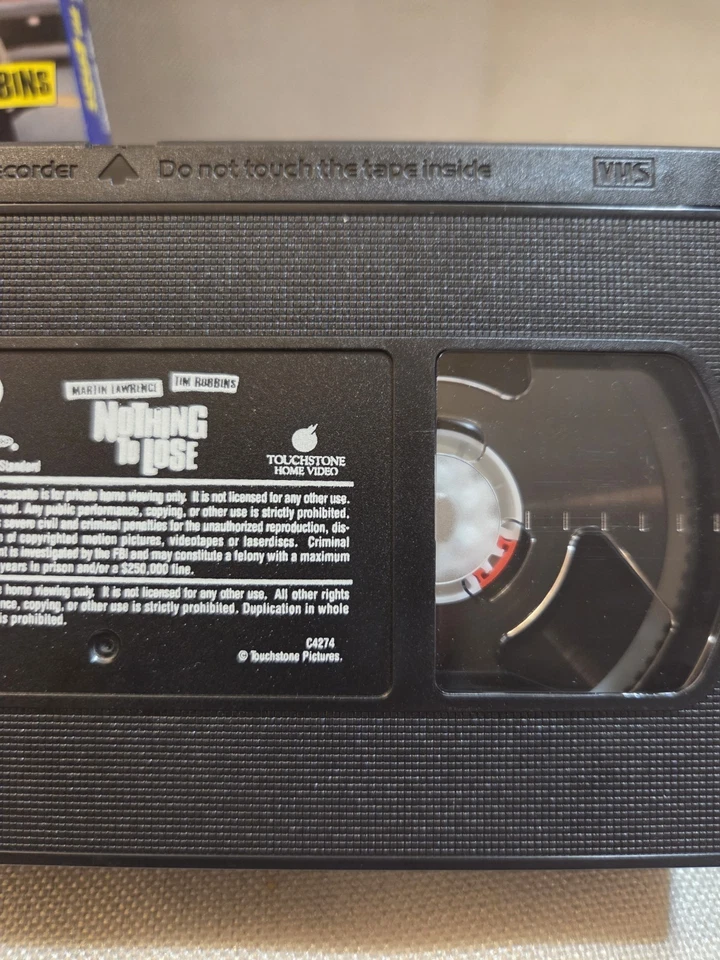 BINS
ecorder Do not touch the tape inside VHS
MARTIN LAWRENCE TIM ROBBINS
NOTHING
TO LOSE
TOUCHSTONE
HOME VIDEO
Standard
cassette is for private home viewing only. It is not licensed for any other use.
ved. Any public performance, copying, or other use is strictly prohibited.
s seven civil and criminal penalties for the unauthorized reproduction, dis-
n of copyrighted motion pictures, videotapes or laserdiscs. Criminal
nt is investigated by the FBI and may constitute a felony with a maximum
years in prison and/or a $250,000 fine.
home viewing only. It is not licensed for any other use. All other rights
nce, copying, or other use is strictly prohibited. Duplication in whole
is prohibited.
C4274
© Touchstone Pictures.